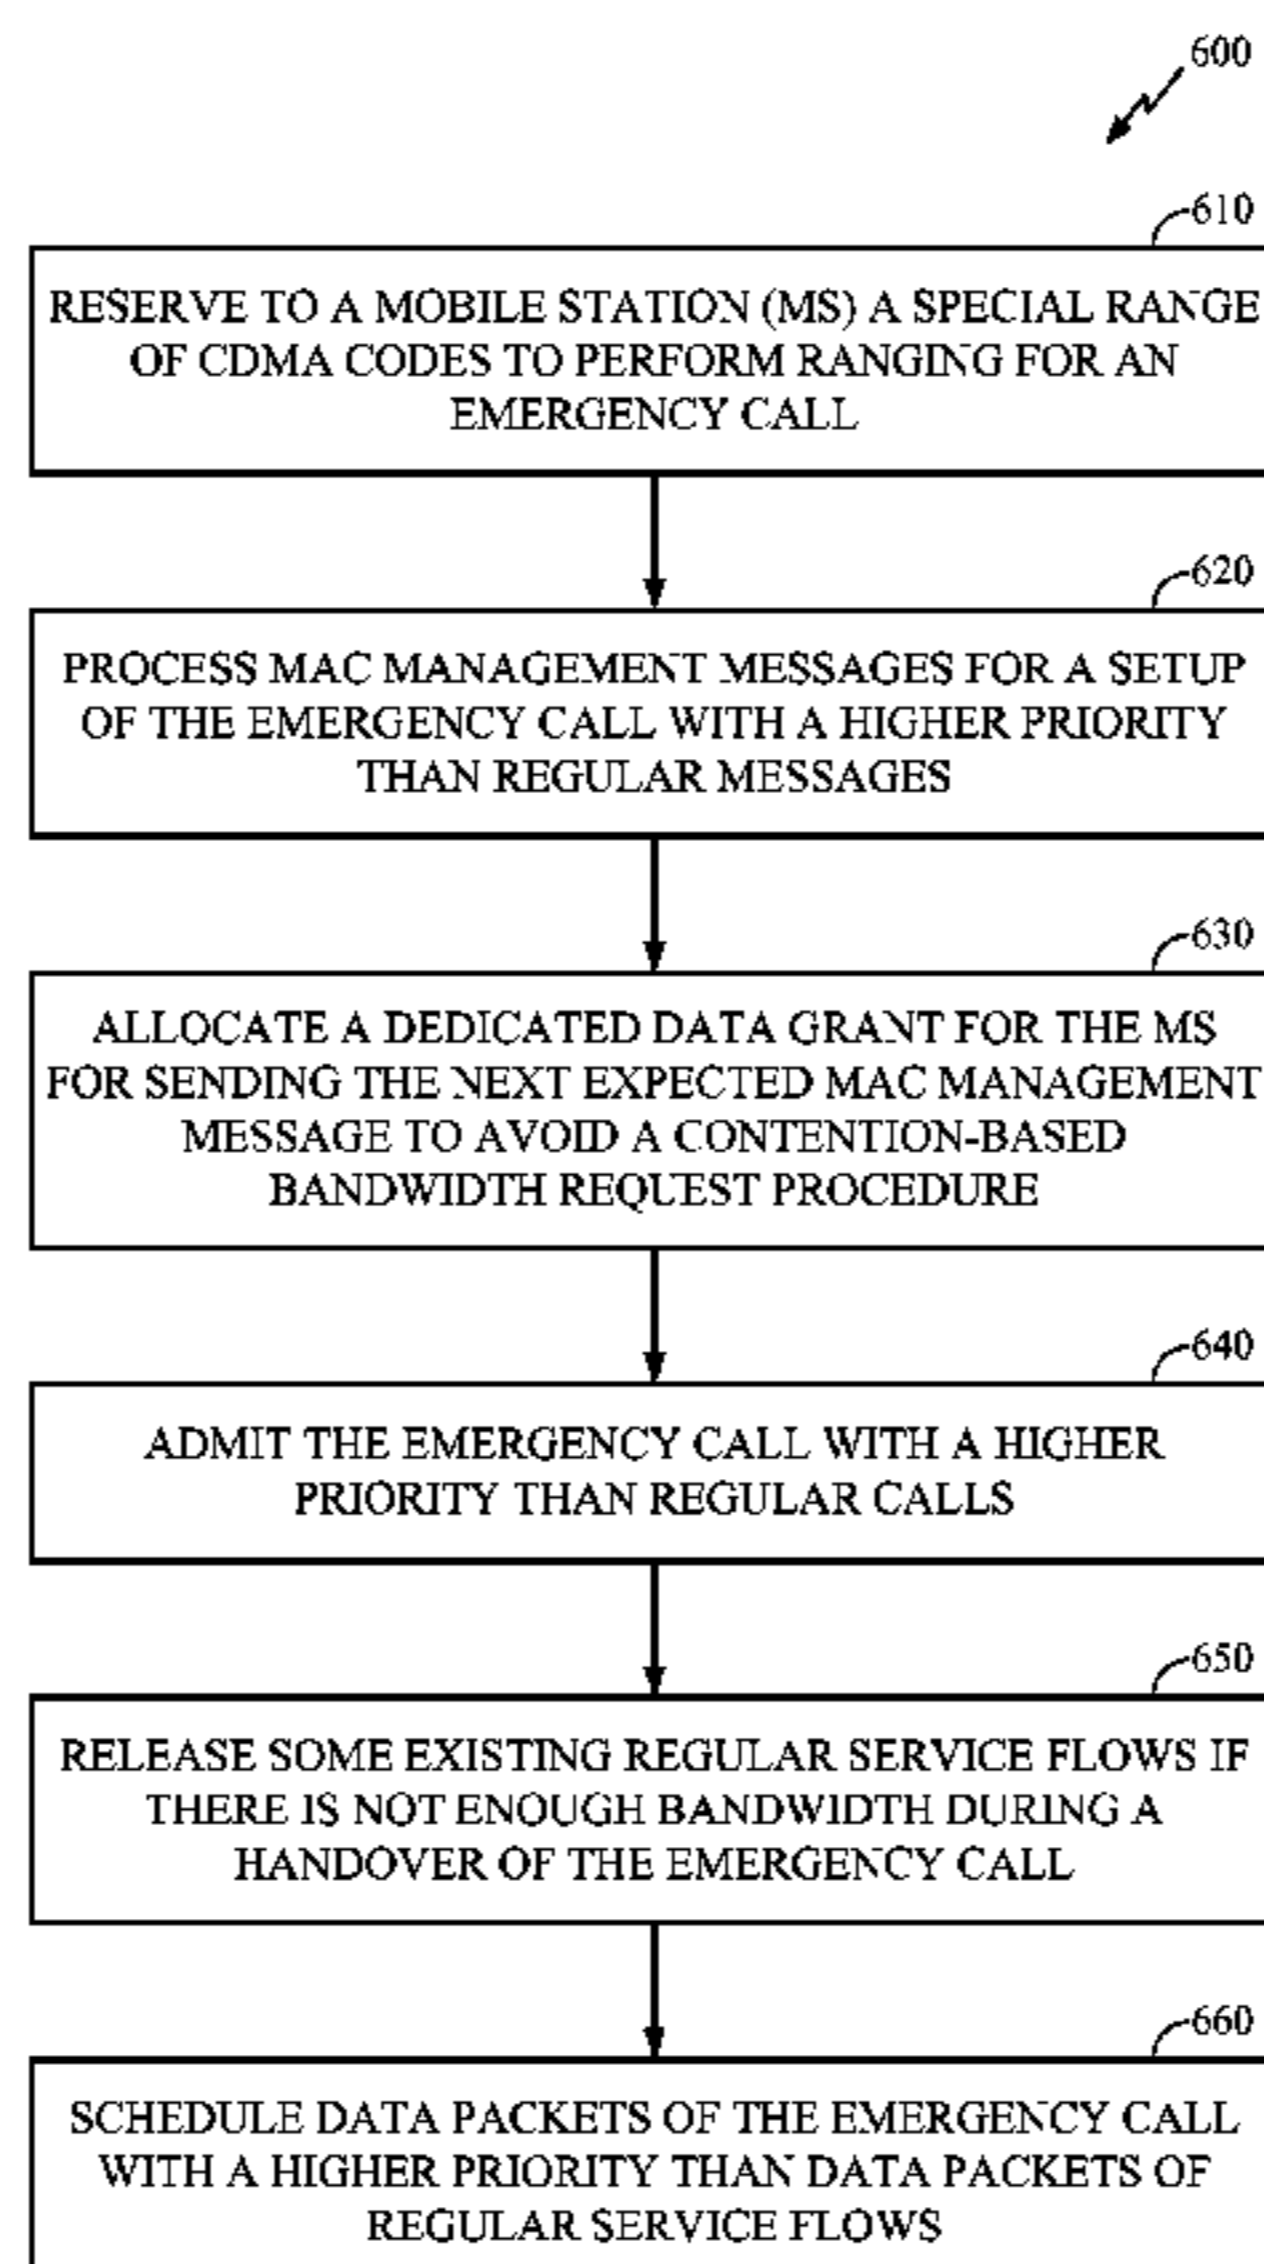 600
610
RESERVE TO A MOBILE STATION (MS) A SPECIAL RANGE
OF CDMA CODES TO PERFORM RANGING FOR AN
EMERGENCY CALL
620
PROCESS MAC MANAGEMENT MESSAGES FOR A SETUP
OF THE EMERGENCY CALL WITH A HIGHER PRIORITY
THAN REGULAR MESSAGES
630
ALLOCATE A DEDICATED DATA GRANT FOR THE MS
FOR SENDING THE NEXT EXPECTED MAC MANAGEMENT
MESSAGE TO AVOID A CONTENTION-BASED
BANDWIDTH REQUEST PROCEDURE
640
ADMIT THE EMERGENCY CALL WITH A HIGHER
PRIORITY THAN REGULAR CALLS
650
RELEASE SOME EXISTING REGULAR SERVICE FLOWS IF
THERE IS NOT ENOUGH BANDWIDTH DURING A
HANDOVER OF THE EMERGENCY CALL
660
SCHEDULE DATA PACKETS OF THE EMERGENCY CALL
WITH A HIGHER PRIORITY THAN DATA PACKETS OF
REGULAR SERVICE FLOWS